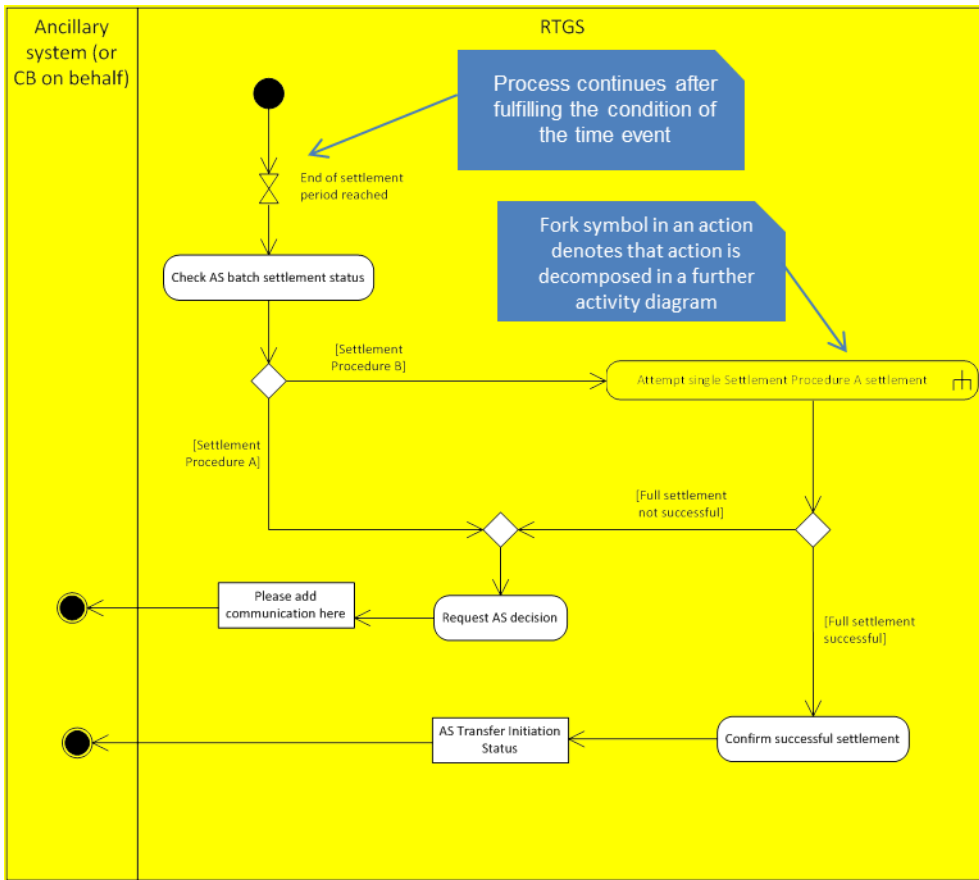 Ancillary
system (or
CB on behalf)
RTGS
Process continues after
fulfilling the condition of
the time event
End of settlement
period reached
Fork symbol in an action
denotes that action is
decomposed in a further
activity diagram
Check AS batch settlement status
[Settlement
Procedure B]
Attempt single Settlement Procedure A settlement
[Settlement
Procedure A]
[Full settlement
not successful]
Please add
communication here
Request AS decision
[Full settlement
successful]
AS Transfer Initiation
Status
Confirm successful settlement